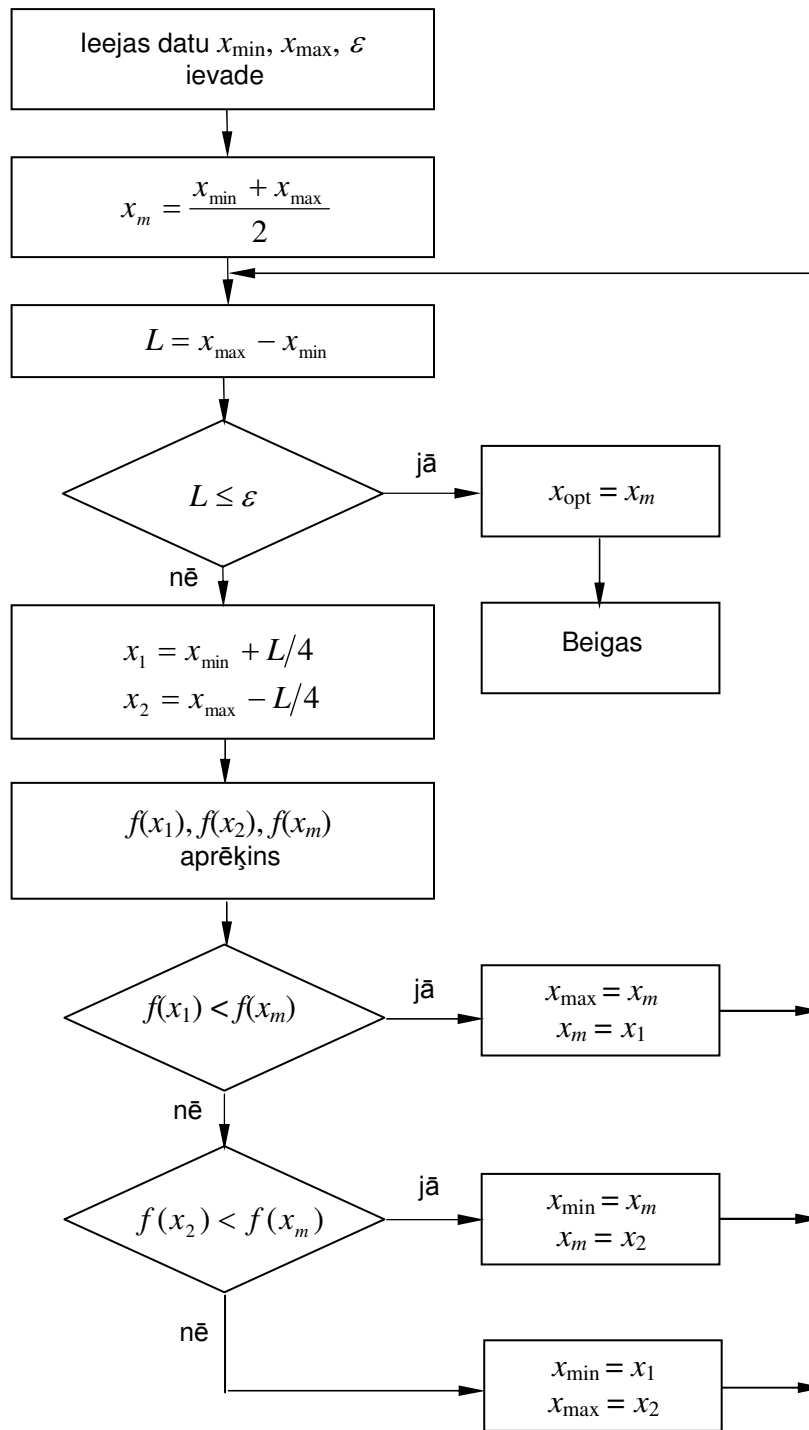 Ieejas datu x_min, x_max, ε
ievade
x_m = (x_min + x_max) / 2
L = x_max − x_min
L ≤ ε
jā
x_opt = x_m
nē
Beigas
x_1 = x_min + L/4
x_2 = x_max − L/4
f(x_1), f(x_2), f(x_m)
aprēķins
f(x_1) < f(x_m)
jā
x_max = x_m
x_m = x_1
nē
f(x_2) < f(x_m)
jā
x_min = x_m
x_m = x_2
nē
x_min = x_1
x_max = x_2